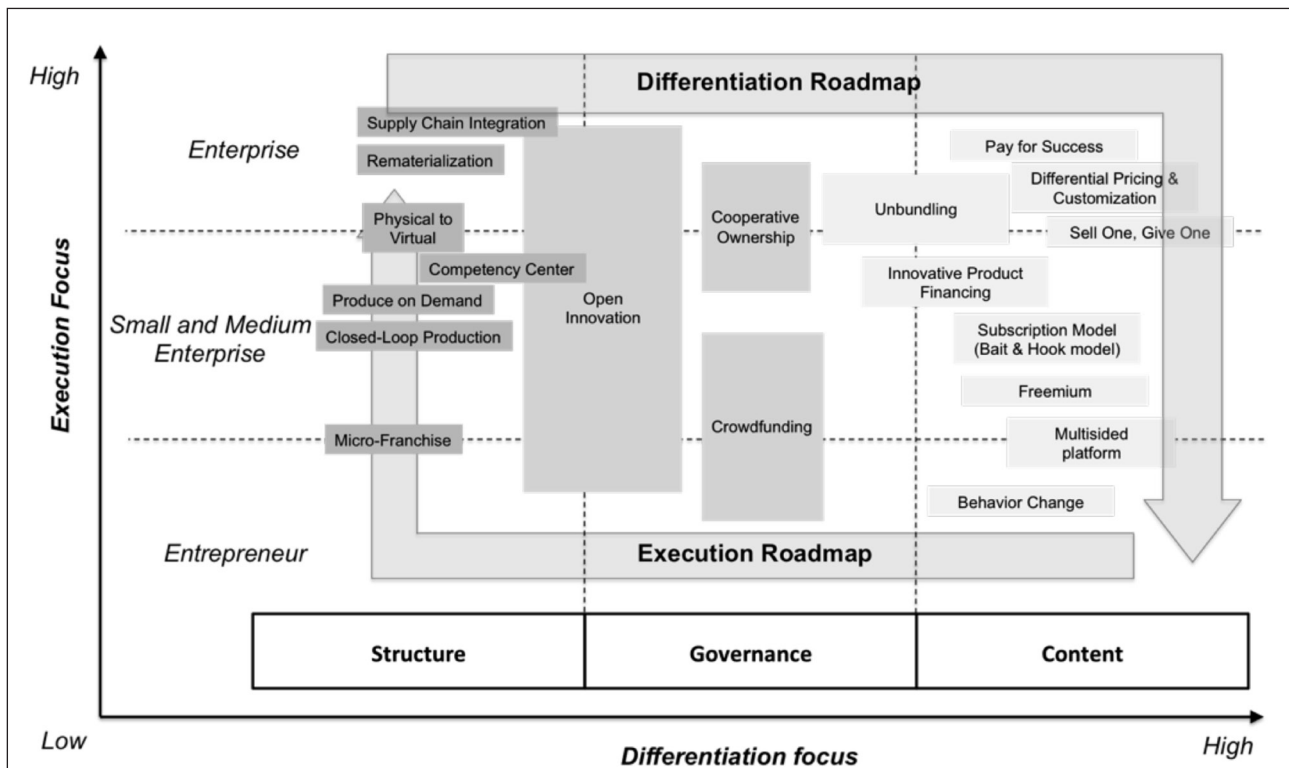 High
Differentiation Roadmap
Enterprise
Supply Chain Integration
Rematerialization
Pay for Success
Differential Pricing &
Customization
Physical to
Virtual
Cooperative
Ownership
Unbundling
Sell One, Give One
Competency Center
Innovative Product
Financing
Execution Focus
Small and Medium
Enterprise
Produce on Demand
Closed-Loop Production
Open
Innovation
Subscription Model
(Bait & Hook model)
Freemium
Micro-Franchise
Crowdfunding
Multisided
platform
Behavior Change
Entrepreneur
Execution Roadmap
Structure
Governance
Content
Low
Differentiation focus
High